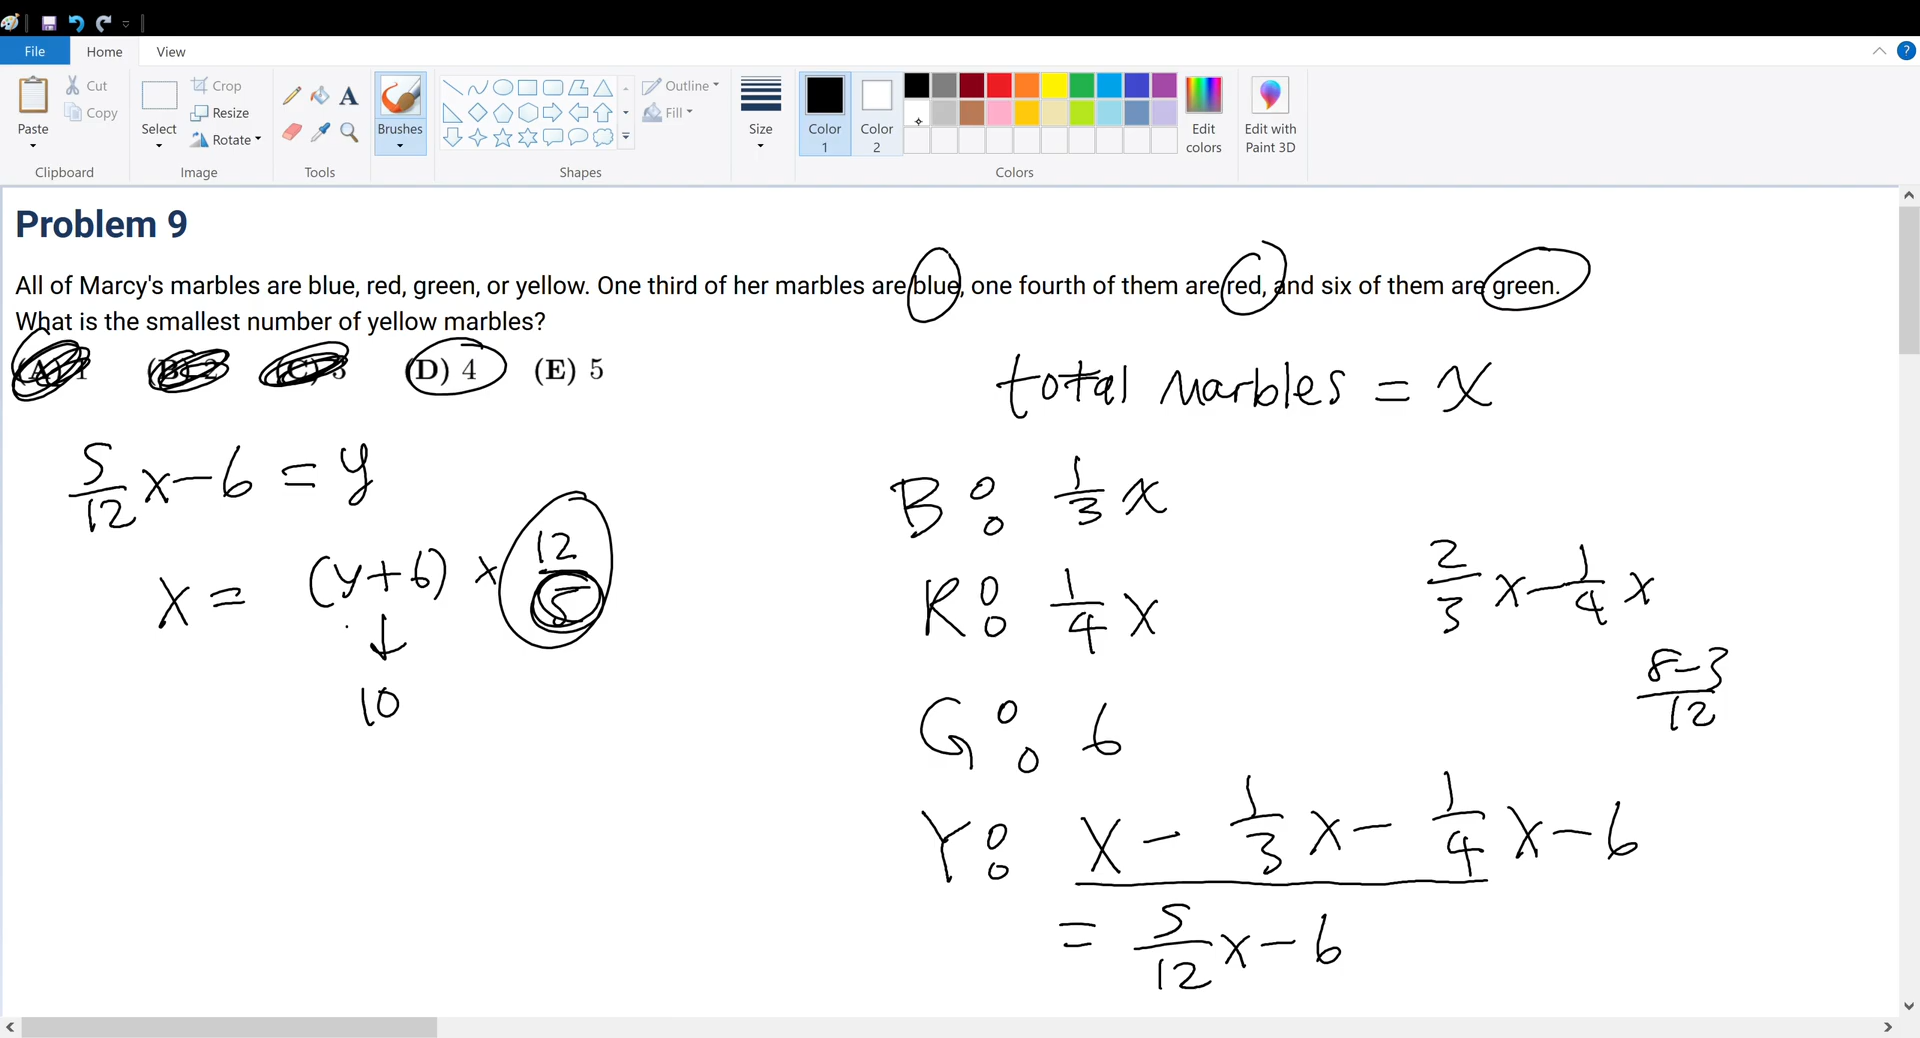 File Home View
Paste
Cut
Copy
Clipboard
Select
Crop
Resize
Rotate
Image
Tools
Brushes
Outline
Fill
Shapes
Size
Color 1
Color 2
Edit colors
Edit with Paint 3D
Colors
Problem 9
All of Marcy's marbles are blue, red, green, or yellow. One third of her marbles are blue, one fourth of them are red, and six of them are green.
What is the smallest number of yellow marbles?
(A) 1 (B) 2 (C) 3 (D) 4 (E) 5
total marbles = x
5/12 x - 6 = y
x = (y+6) × 12/5
↓
10
B: 1/3 x
R: 1/4 x
G: 6
Y: x - 1/3 x - 1/4 x - 6
= 5/12 x - 6
2/3 x - 1/4 x
8-3/12